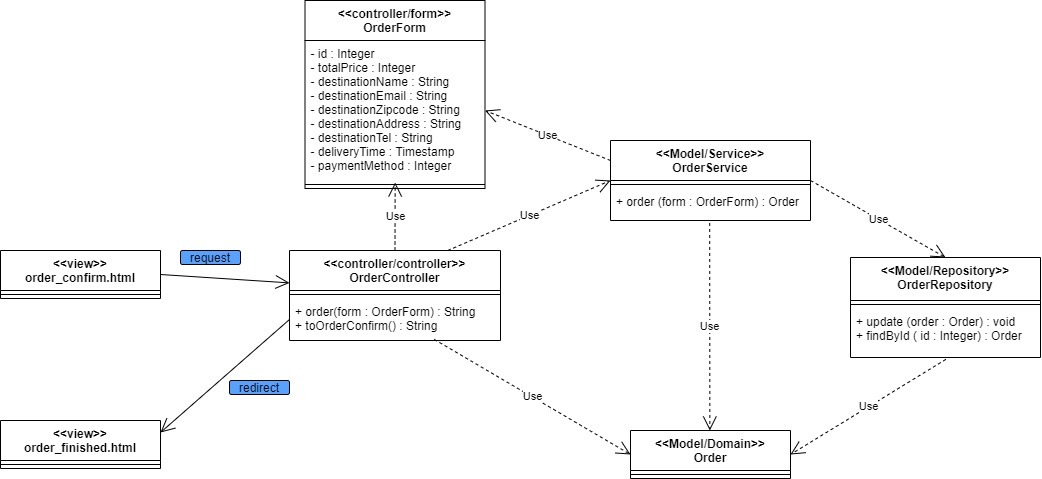 <<controller/form>>
OrderForm
- id : Integer
- totalPrice : Integer
- destinationName : String
- destinationEmail : String
- destinationZipcode : String
- destinationAddress : String
- destinationTel : String
- deliveryTime : Timestamp
- paymentMethod : Integer
Use
<<Model/Service>>
OrderService
+ order (form : OrderForm) : Order
Use
Use
Use
<<view>>
order_confirm.html
request
<<controller/controller>>
OrderController
+ order(form : OrderForm) : String
+ toOrderConfirm() : String
<<Model/Repository>>
OrderRepository
+ update (order : Order) : void
+ findById ( id : Integer) : Order
Use
redirect
Use
Use
<<view>>
order_finished.html
<<Model/Domain>>
Order